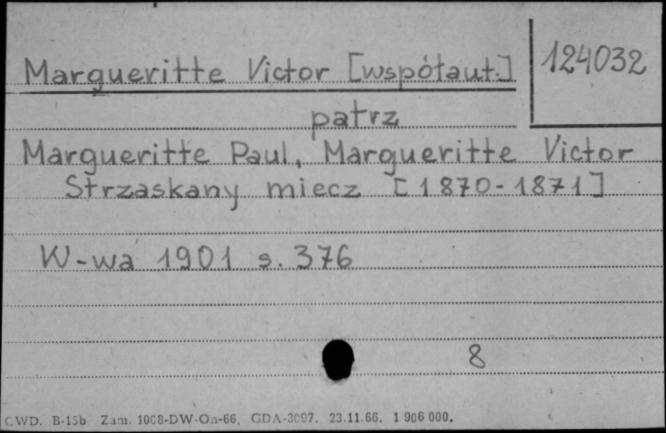 Margueritte Victor [współaut.]
124032
patrz
Margueritte Paul, Margueritte Victor
Strzaskany miecz [1870-1871]
W-wa 1901 s. 376
8
CWD. B-15b Zam. 1008-DW-On-66. GDA-3097. 23.11.66. 1 906 000.